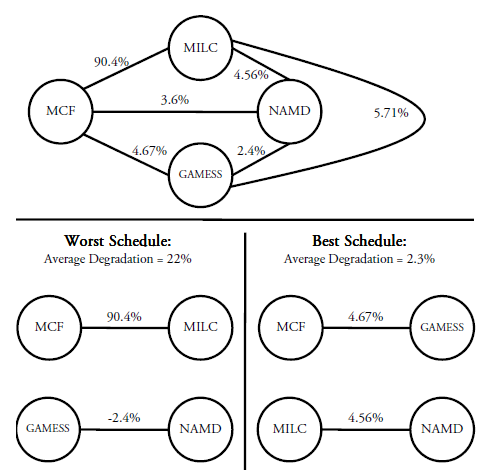 MILC
90.4%
4.56%
3.6%
MCF
NAMD
5.71%
4.67%
2.4%
GAMESS
Worst Schedule:
Average Degradation = 22%
MCF
90.4%
MILC
GAMESS
-2.4%
NAMD
Best Schedule:
Average Degradation = 2.3%
MCF
4.67%
GAMESS
MILC
4.56%
NAMD